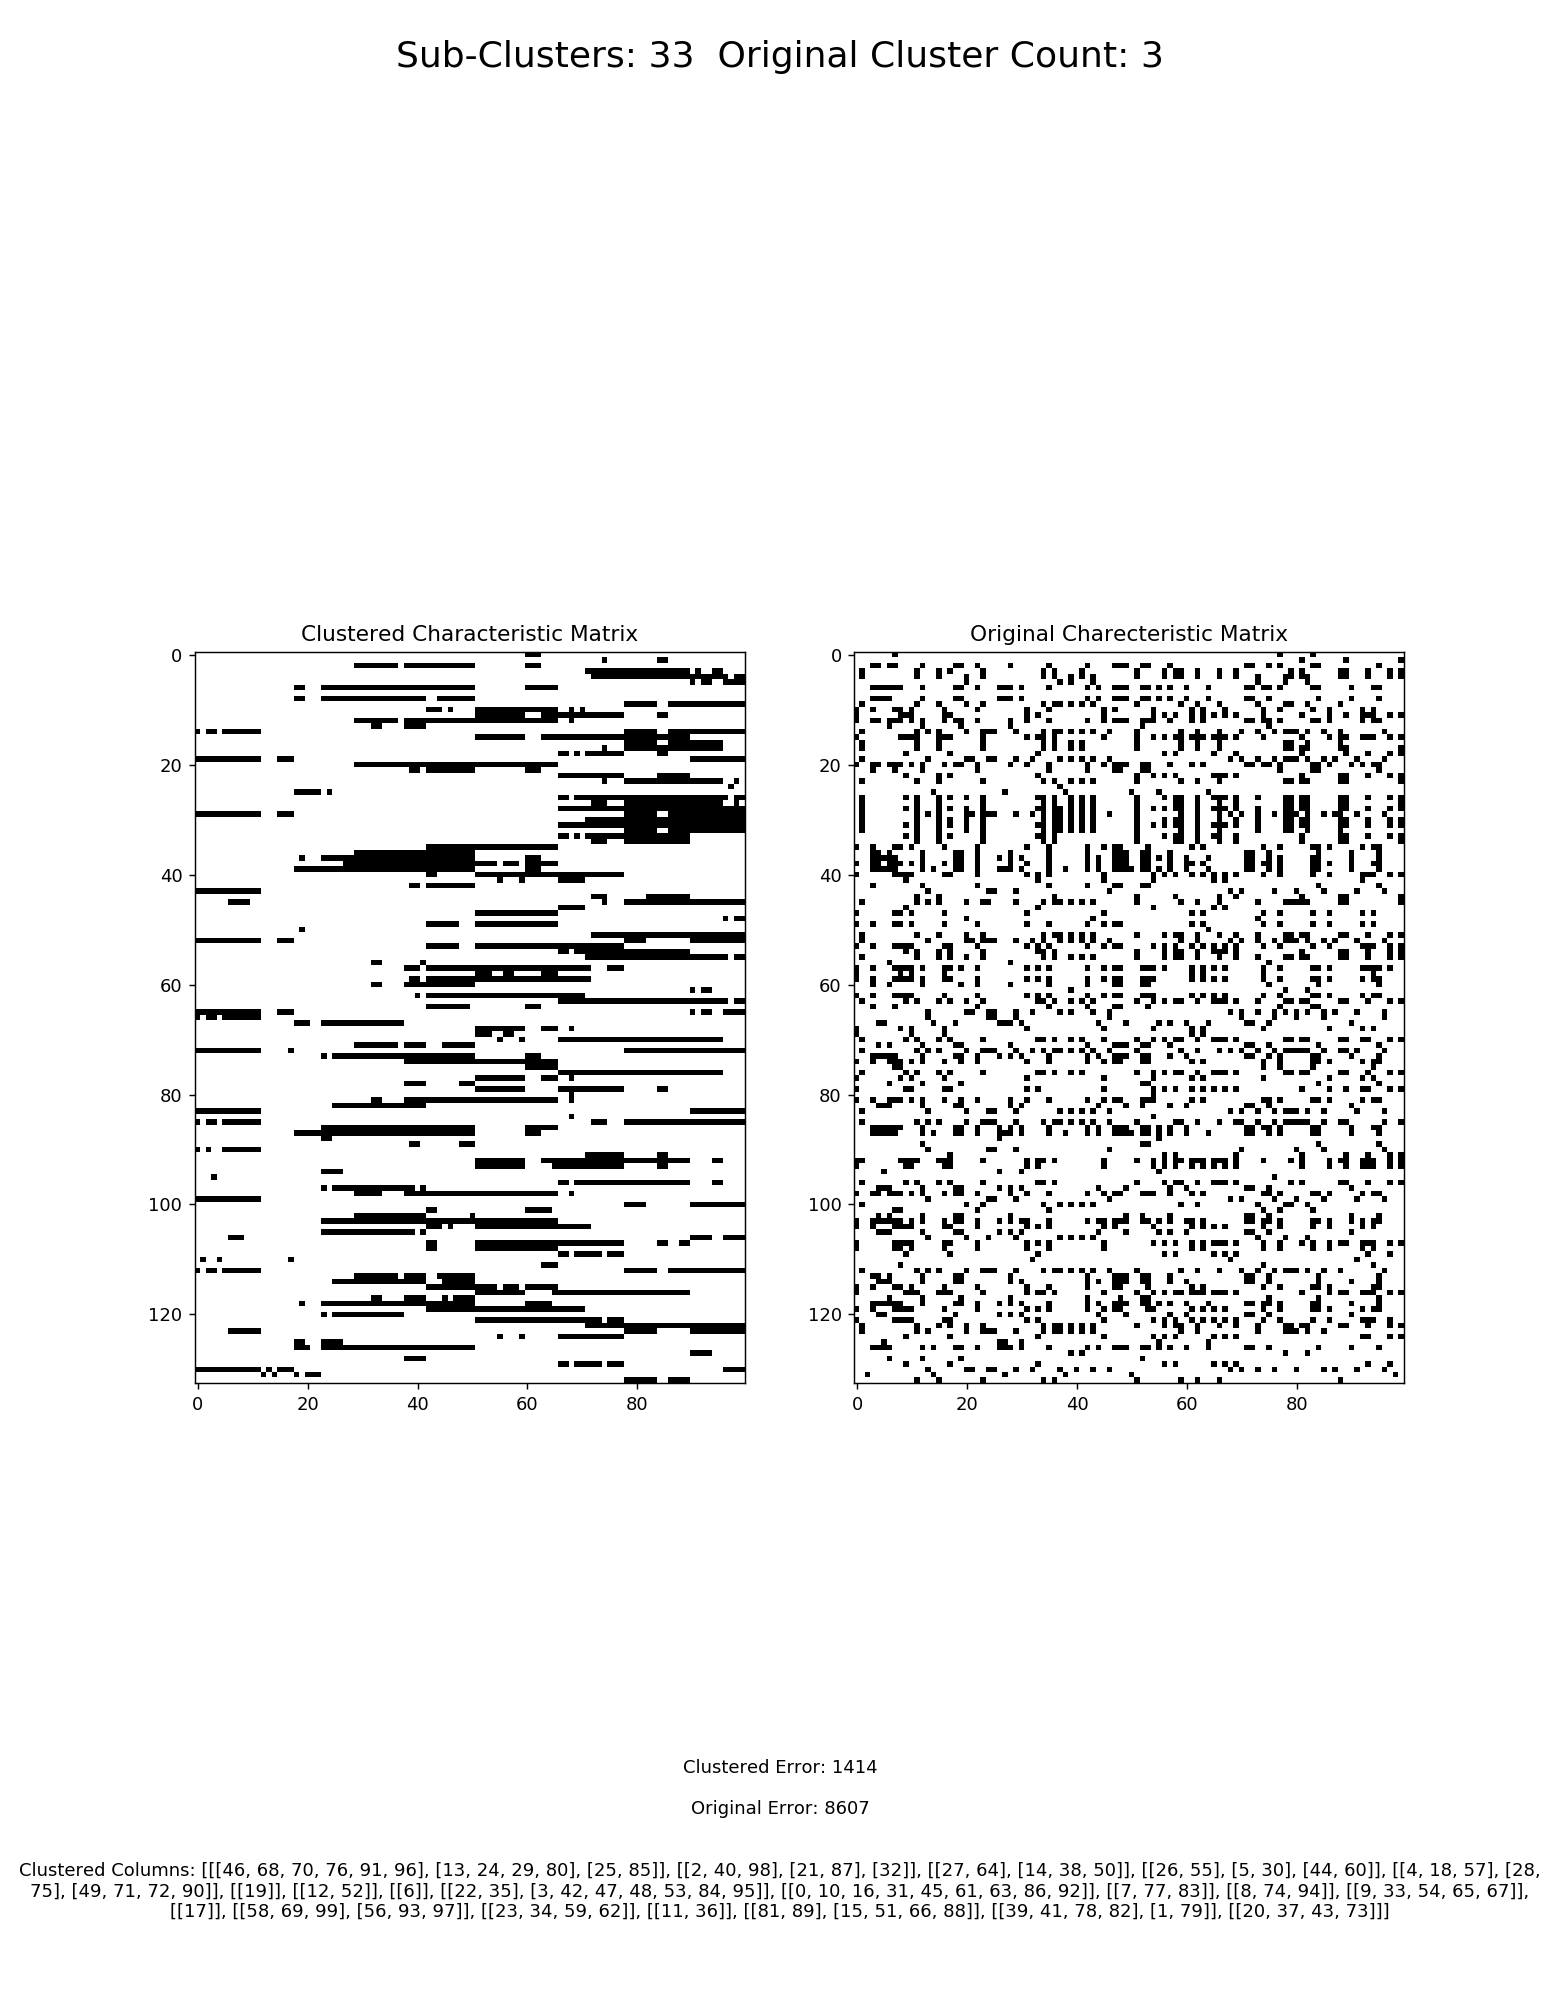 Sub-Clusters: 33  Original Cluster Count: 3
Clustered Characteristic Matrix
0
20
40
60
80
100
120
0 20 40 60 80
Original Charecteristic Matrix
0
20
40
60
80
100
120
0 20 40 60 80
Clustered Error: 1414
Original Error: 8607
Clustered Columns: [[[46, 68, 70, 76, 91, 96], [13, 24, 29, 80], [25, 85]], [[2, 40, 98], [21, 87], [32]], [[27, 64], [14, 38, 50]], [[26, 55], [5, 30], [44, 60]], [[4, 18, 57], [28,
75], [49, 71, 72, 90]], [[19]], [[12, 52]], [[6]], [[22, 35], [3, 42, 47, 48, 53, 84, 95]], [[0, 10, 16, 31, 45, 61, 63, 86, 92]], [[7, 77, 83]], [[8, 74, 94]], [[9, 33, 54, 65, 67]],
[[17]], [[58, 69, 99], [56, 93, 97]], [[23, 34, 59, 62]], [[11, 36]], [[81, 89], [15, 51, 66, 88]], [[39, 41, 78, 82], [1, 79]], [[20, 37, 43, 73]]]